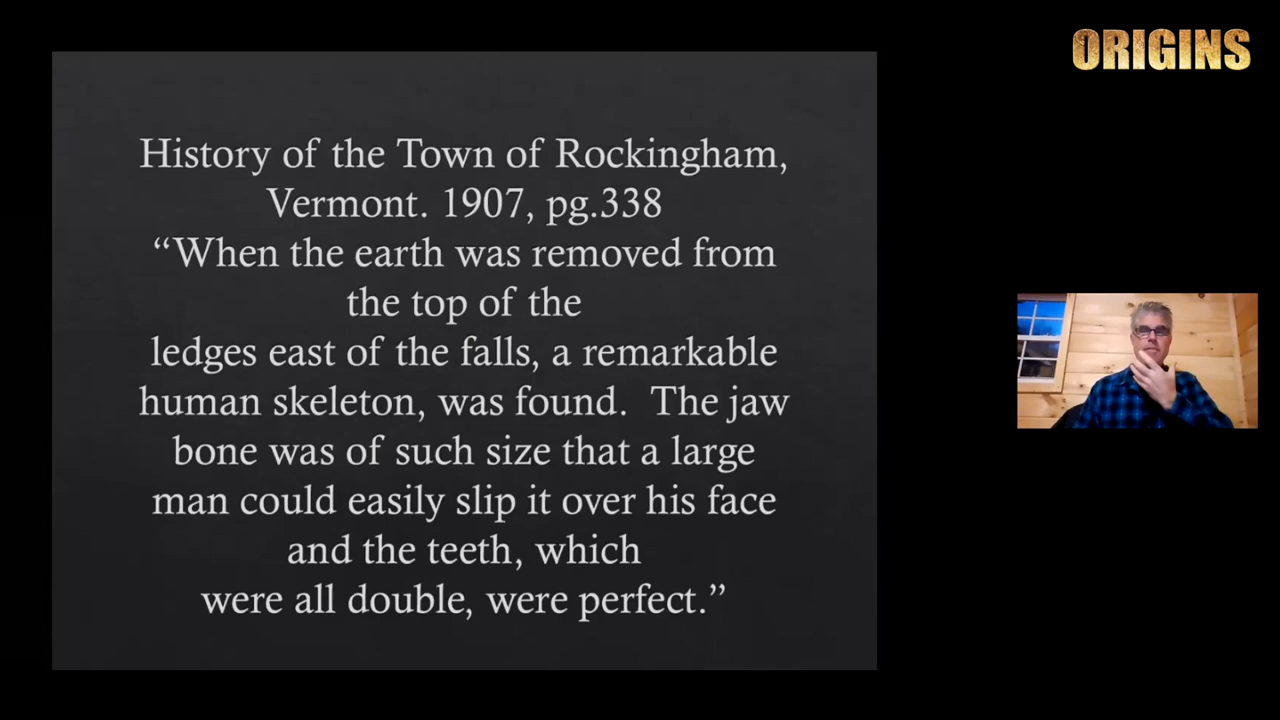 ORIGINS
History of the Town of Rockingham,
Vermont. 1907, pg.338
“When the earth was removed from
the top of the
ledges east of the falls, a remarkable
human skeleton, was found.  The jaw
bone was of such size that a large
man could easily slip it over his face
and the teeth, which
were all double, were perfect.”